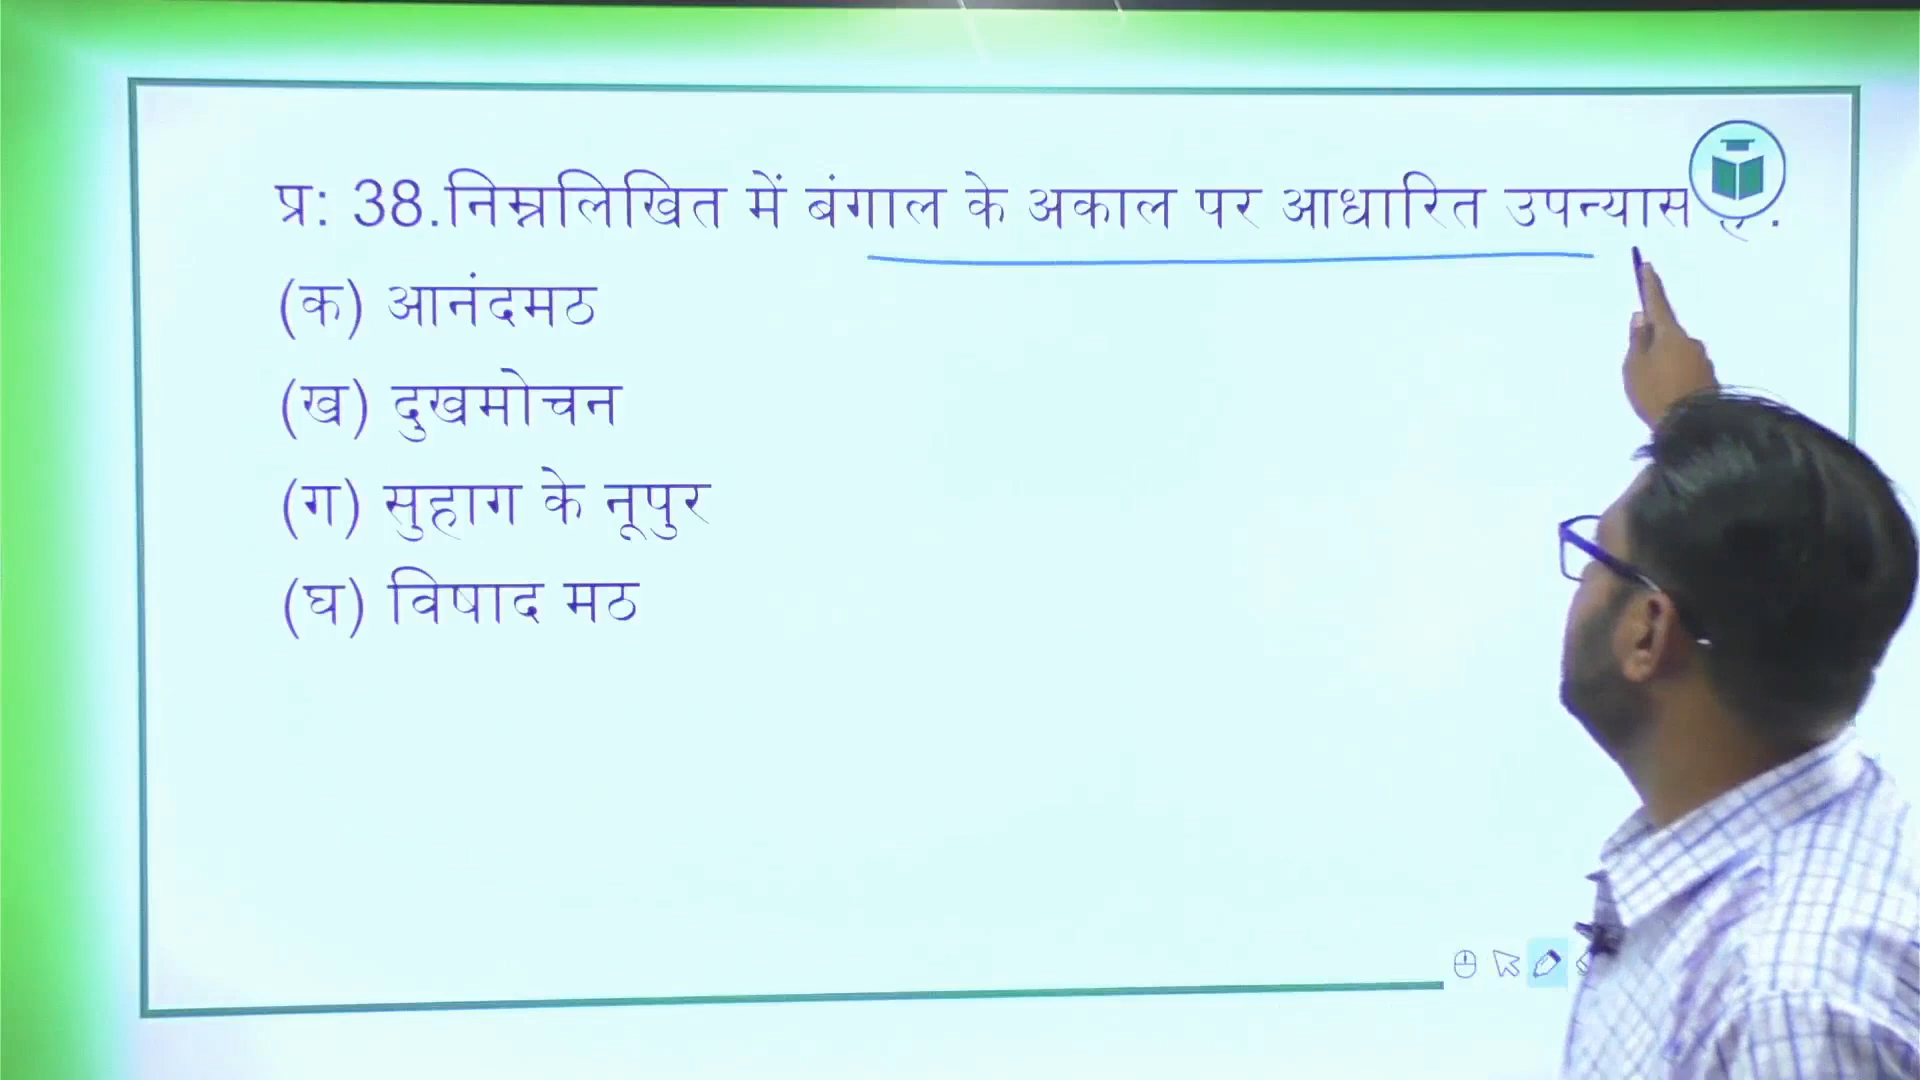 प्र: 38.निम्नलिखित में बंगाल के अकाल पर आधारित उपन्यास
(क) आनंदमठ
(ख) दुखमोचन
(ग) सुहाग के नूपुर
(घ) विषाद मठ